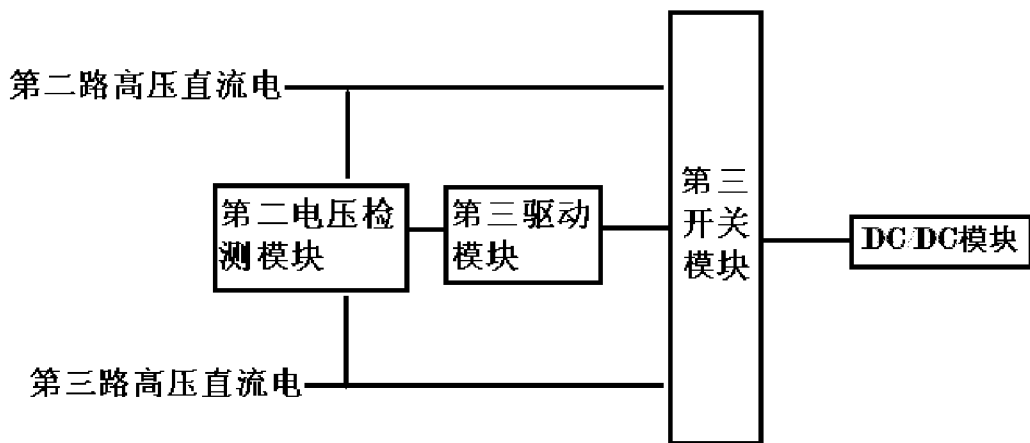 第二路高压直流电
第二电压检
测模块
第三驱动
模块
第三
开关
模块
DC/DC模块
第三路高压直流电